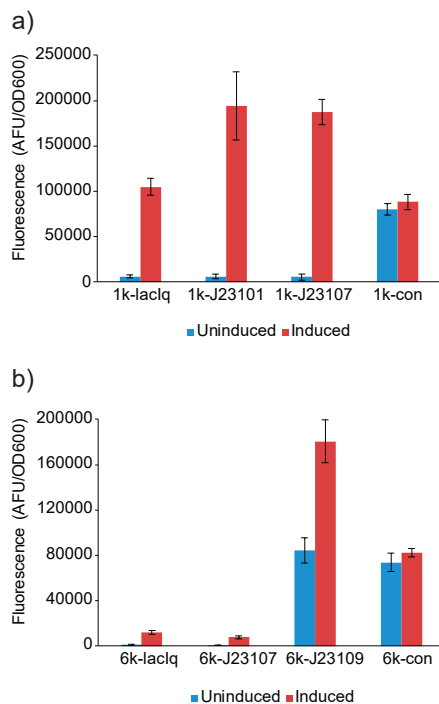 a)
Fluorescence (AFU/OD600)
250000
200000
150000
100000
50000
0
1k-lacIq 1k-J23101 1k-J23107 1k-con
Uninduced Induced
b)
Fluorescence (AFU/OD600)
200000
160000
120000
80000
40000
0
6k-lacIq 6k-J23107 6k-J23109 6k-con
Uninduced Induced